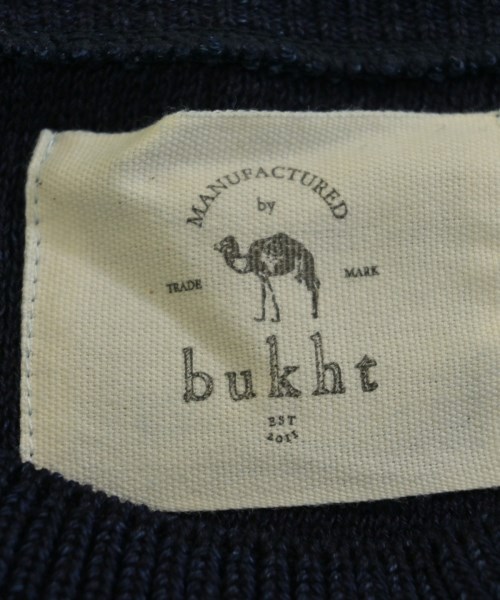 MANUFACTURED
by
TRADE MARK
bukht
EST
2011